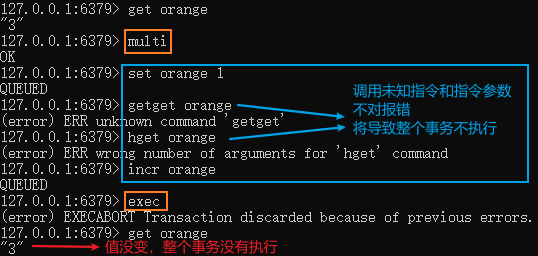 127.0.0.1:6379> get orange
"3"
127.0.0.1:6379> multi
OK
127.0.0.1:6379> set orange 1
QUEUED
127.0.0.1:6379> getget orange
(error) ERR unknown command 'getget'
127.0.0.1:6379> hget orange
(error) ERR wrong number of arguments for 'hget' command
127.0.0.1:6379> incr orange
QUEUED
调用未知指令和指令参数
不对报错
将导致整个事务不执行
127.0.0.1:6379> exec
(error) EXECABORT Transaction discarded because of previous errors.
127.0.0.1:6379> get orange
"3" 值没变，整个事务没有执行